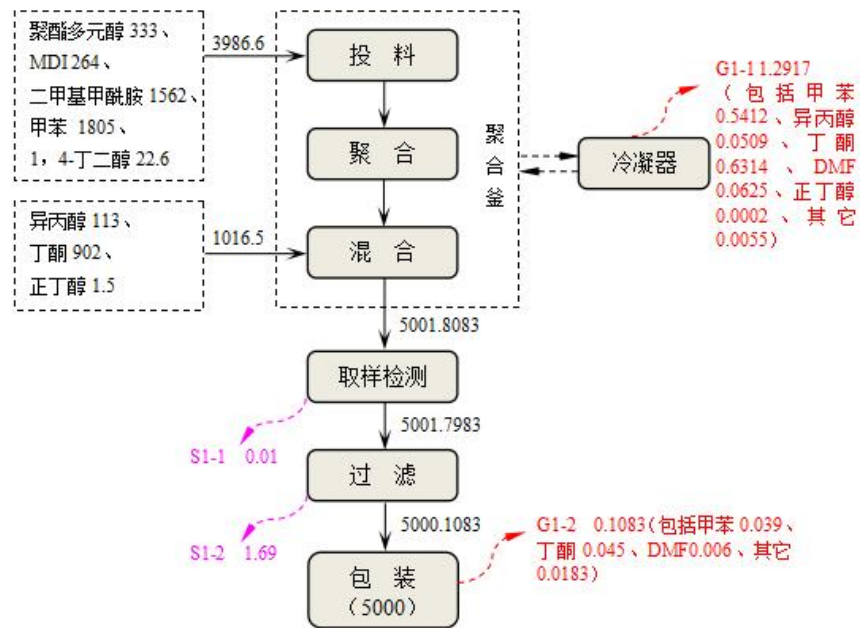 聚酯多元醇 333、
MDI 264、
二甲基甲酰胺 1562、
甲苯 1805、
1，4-丁二醇 22.6
3986.6
投 料
聚 合
聚合釜
冷凝器
G1-1 1.2917
（包括甲苯
0.5412、异丙醇
0.0509、丁酮
0.6314、DMF
0.0625、正丁醇
0.0002、其它
0.0055）
异丙醇 113、
丁酮 902、
正丁醇 1.5
1016.5
混 合
5001.8083
取样检测
5001.7983
S1-1 0.01
过 滤
5000.1083
S1-2 1.69
G1-2 0.1083（包括甲苯 0.039、
丁酮 0.045、DMF0.006、其它
0.0183）
包 装
（5000）